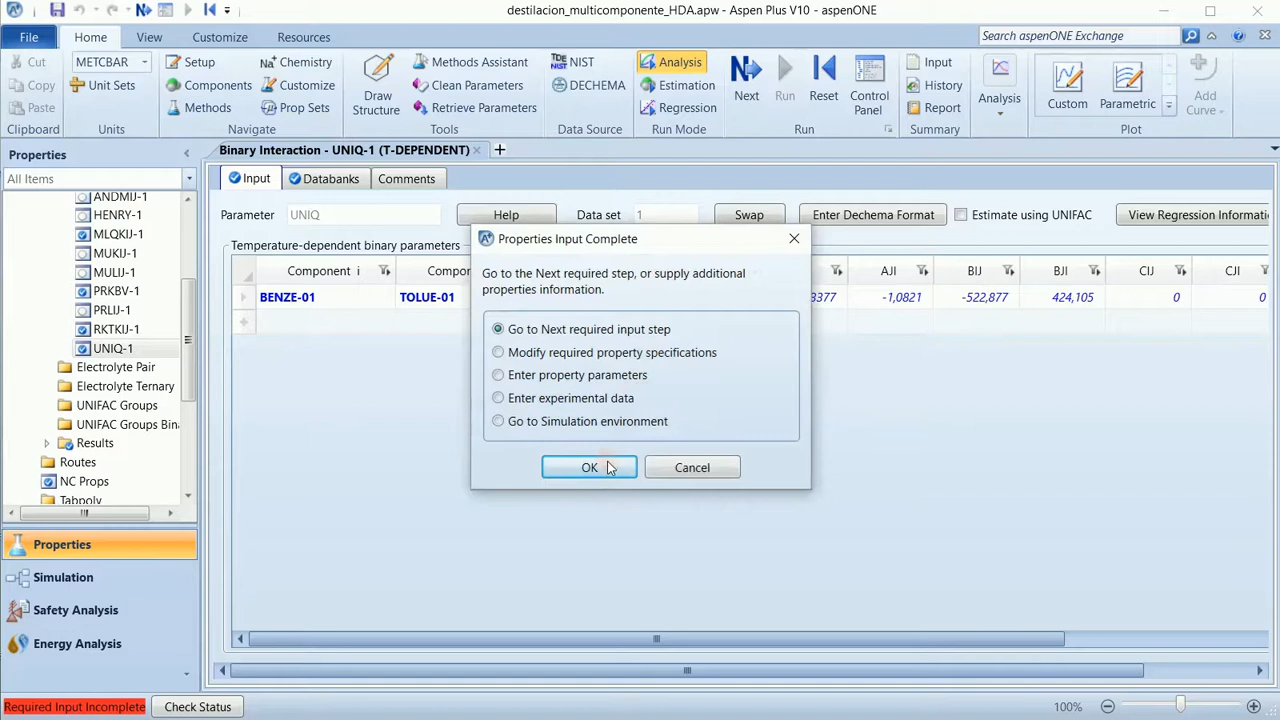 destilacion_multicomponente_HDA.apw - Aspen Plus V10 - aspenONE
File
Home
View
Customize
Resources
Search aspenONE Exchange
Cut
Copy
Paste
Clipboard
METCBAR
Unit Sets
Units
Setup
Components
Methods
Chemistry
Customize
Prop Sets
Navigate
Draw
Structure
Methods Assistant
Clean Parameters
Retrieve Parameters
Tools
NIST
DECHEMA
Data Source
Analysis
Estimation
Regression
Run Mode
Next
Run
Reset
Control
Panel
Run
Input
History
Report
Summary
Analysis
Custom
Parametric
Add
Curve
Plot
Properties
All Items
ANDMIJ-1
HENRY-1
MLQKIJ-1
MUKIJ-1
MULIJ-1
PRKBV-1
PRLIJ-1
RKTKIJ-1
UNIQ-1
Electrolyte Pair
Electrolyte Ternary
UNIFAC Groups
UNIFAC Groups Bin
Results
Routes
NC Props
Tabpoly
Properties
Simulation
Safety Analysis
Energy Analysis
Binary Interaction - UNIQ-1 (T-DEPENDENT)
Input
Databanks
Comments
Parameter
UNIQ
Help
Data set
1
Swap
Enter Dechema Format
Estimate using UNIFAC
View Regression Informati
Temperature-dependent binary parameters
Component i
Compon
AJI
BIJ
BJI
CIJ
CJI
BENZE-01
TOLUE-01
3377
-1,0821
-522,877
424,105
0
0
Properties Input Complete
Go to the Next required step, or supply additional
properties information.
Go to Next required input step
Modify required property specifications
Enter property parameters
Enter experimental data
Go to Simulation environment
OK
Cancel
Required Input Incomplete
Check Status
100%